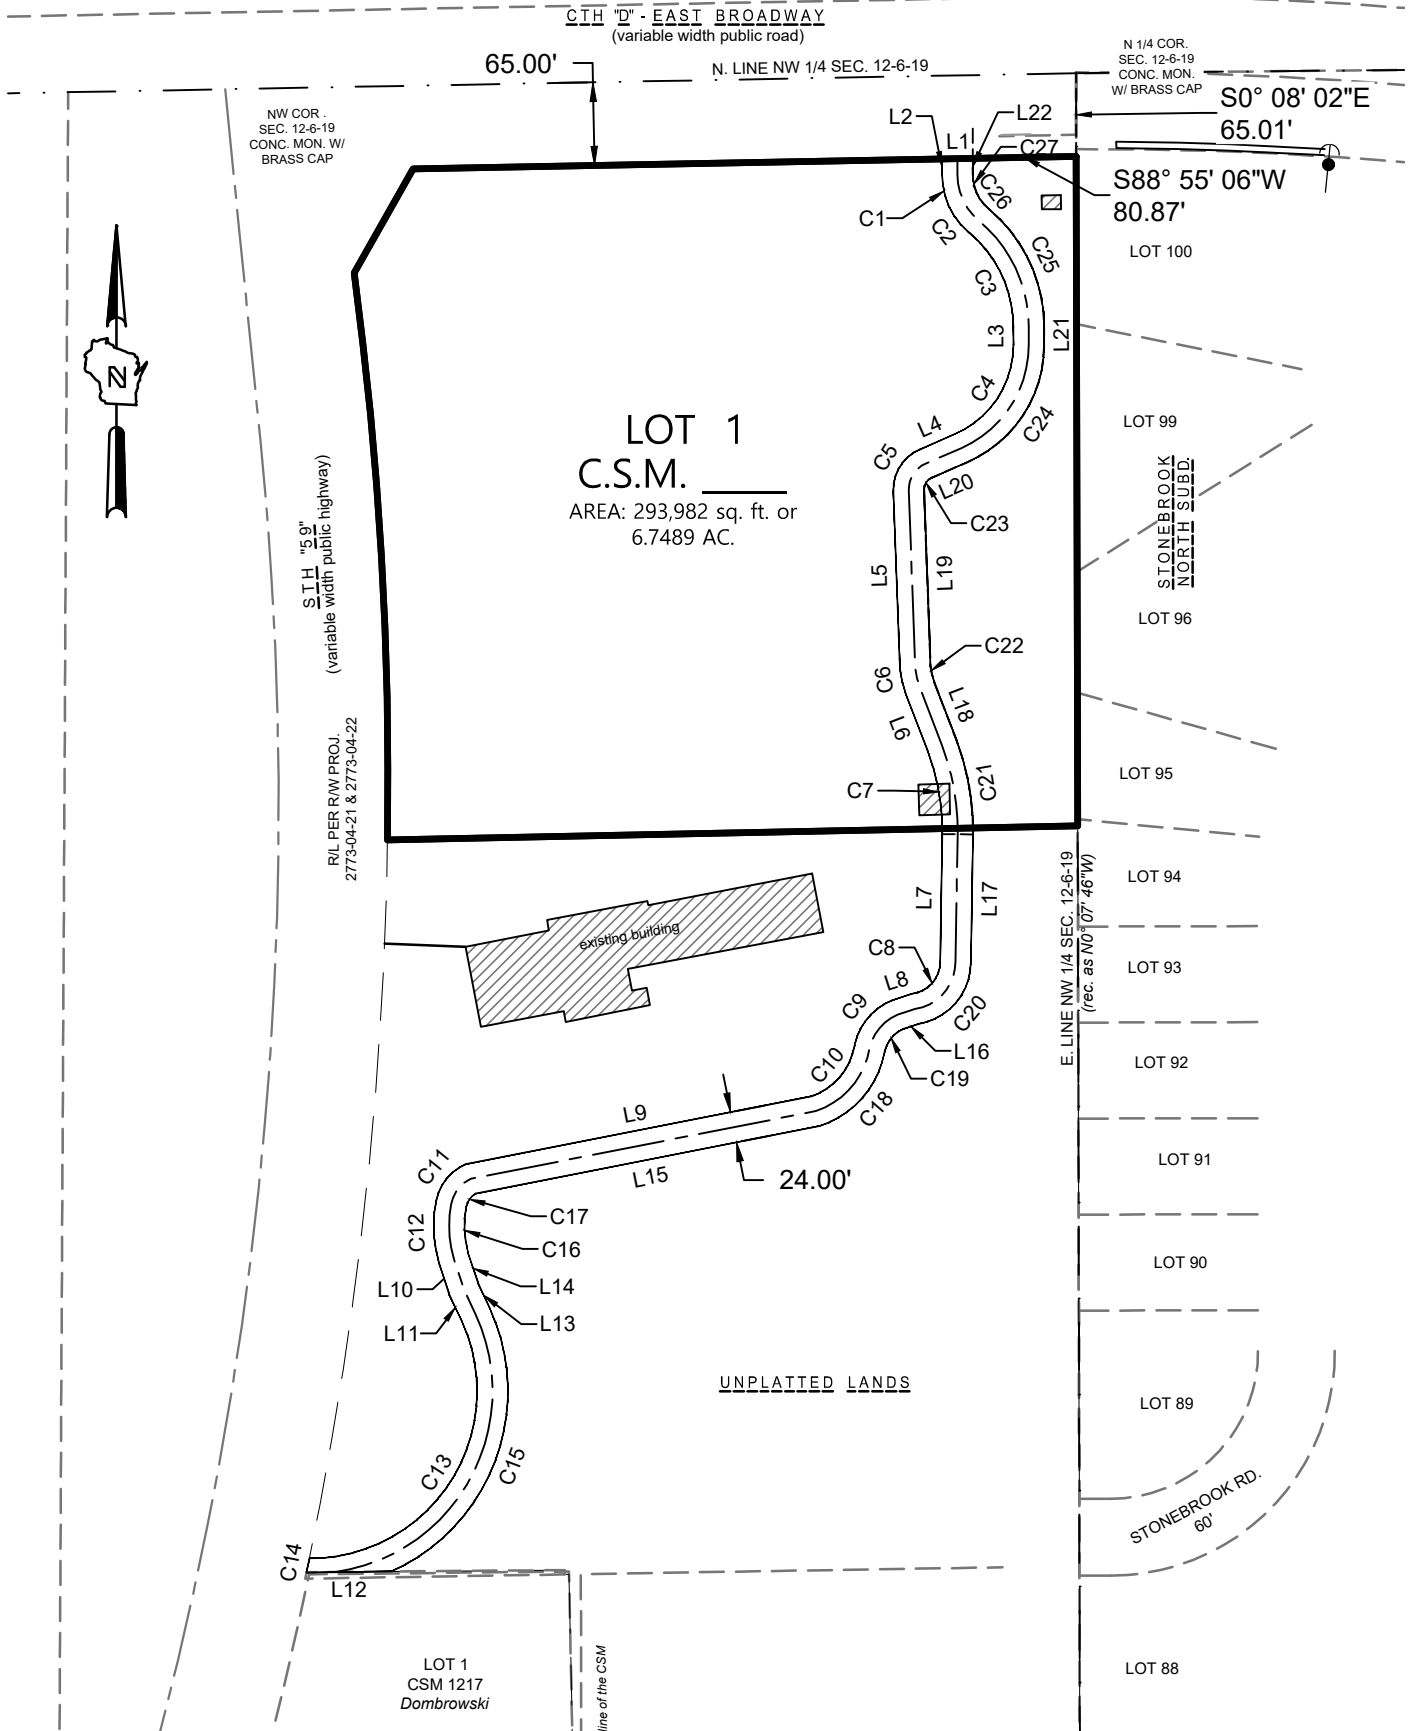 CTH "D" - EAST BROADWAY
(variable width public road)
65.00'
N. LINE NW 1/4 SEC. 12-6-19
N 1/4 COR.
SEC. 12-6-19
CONC. MON.
W/ BRASS CAP
S0° 08' 02"E
65.01'
NW COR .
SEC. 12-6-19
CONC. MON. W/
BRASS CAP
L2
L1
L22
C27
S88° 55' 06"W
80.87'
C1
C2
C26
C25
C3
LOT 100
L3
L21
N
C4
C24
LOT 99
LOT 1
C.S.M. ______
AREA: 293,982 sq. ft. or
6.7489 AC.
L4
C5
L20
C23
STONEBROOK
NORTH SUBD.
STH "59"
(variable width public highway)
L5
L19
LOT 96
C22
C6
L18
L6
R/L PER R/W PROJ.
2773-04-21 & 2773-04-22
C7
C21
LOT 95
LOT 94
L7
L17
E. LINE NW 1/4 SEC. 12-6-19
(rec. as N0° 07' 46"W)
existing building
C8
L8
LOT 93
C9
C20
L16
C10
C19
LOT 92
C18
L9
24.00'
L15
C11
LOT 91
C17
C12
C16
L10
L14
LOT 90
L11
L13
UNPLATTED LANDS
LOT 89
C13
C15
STONEBROOK RD.
60'
C14
L12
LOT 1
CSM 1217
Dombrowski
line of the CSM
LOT 88